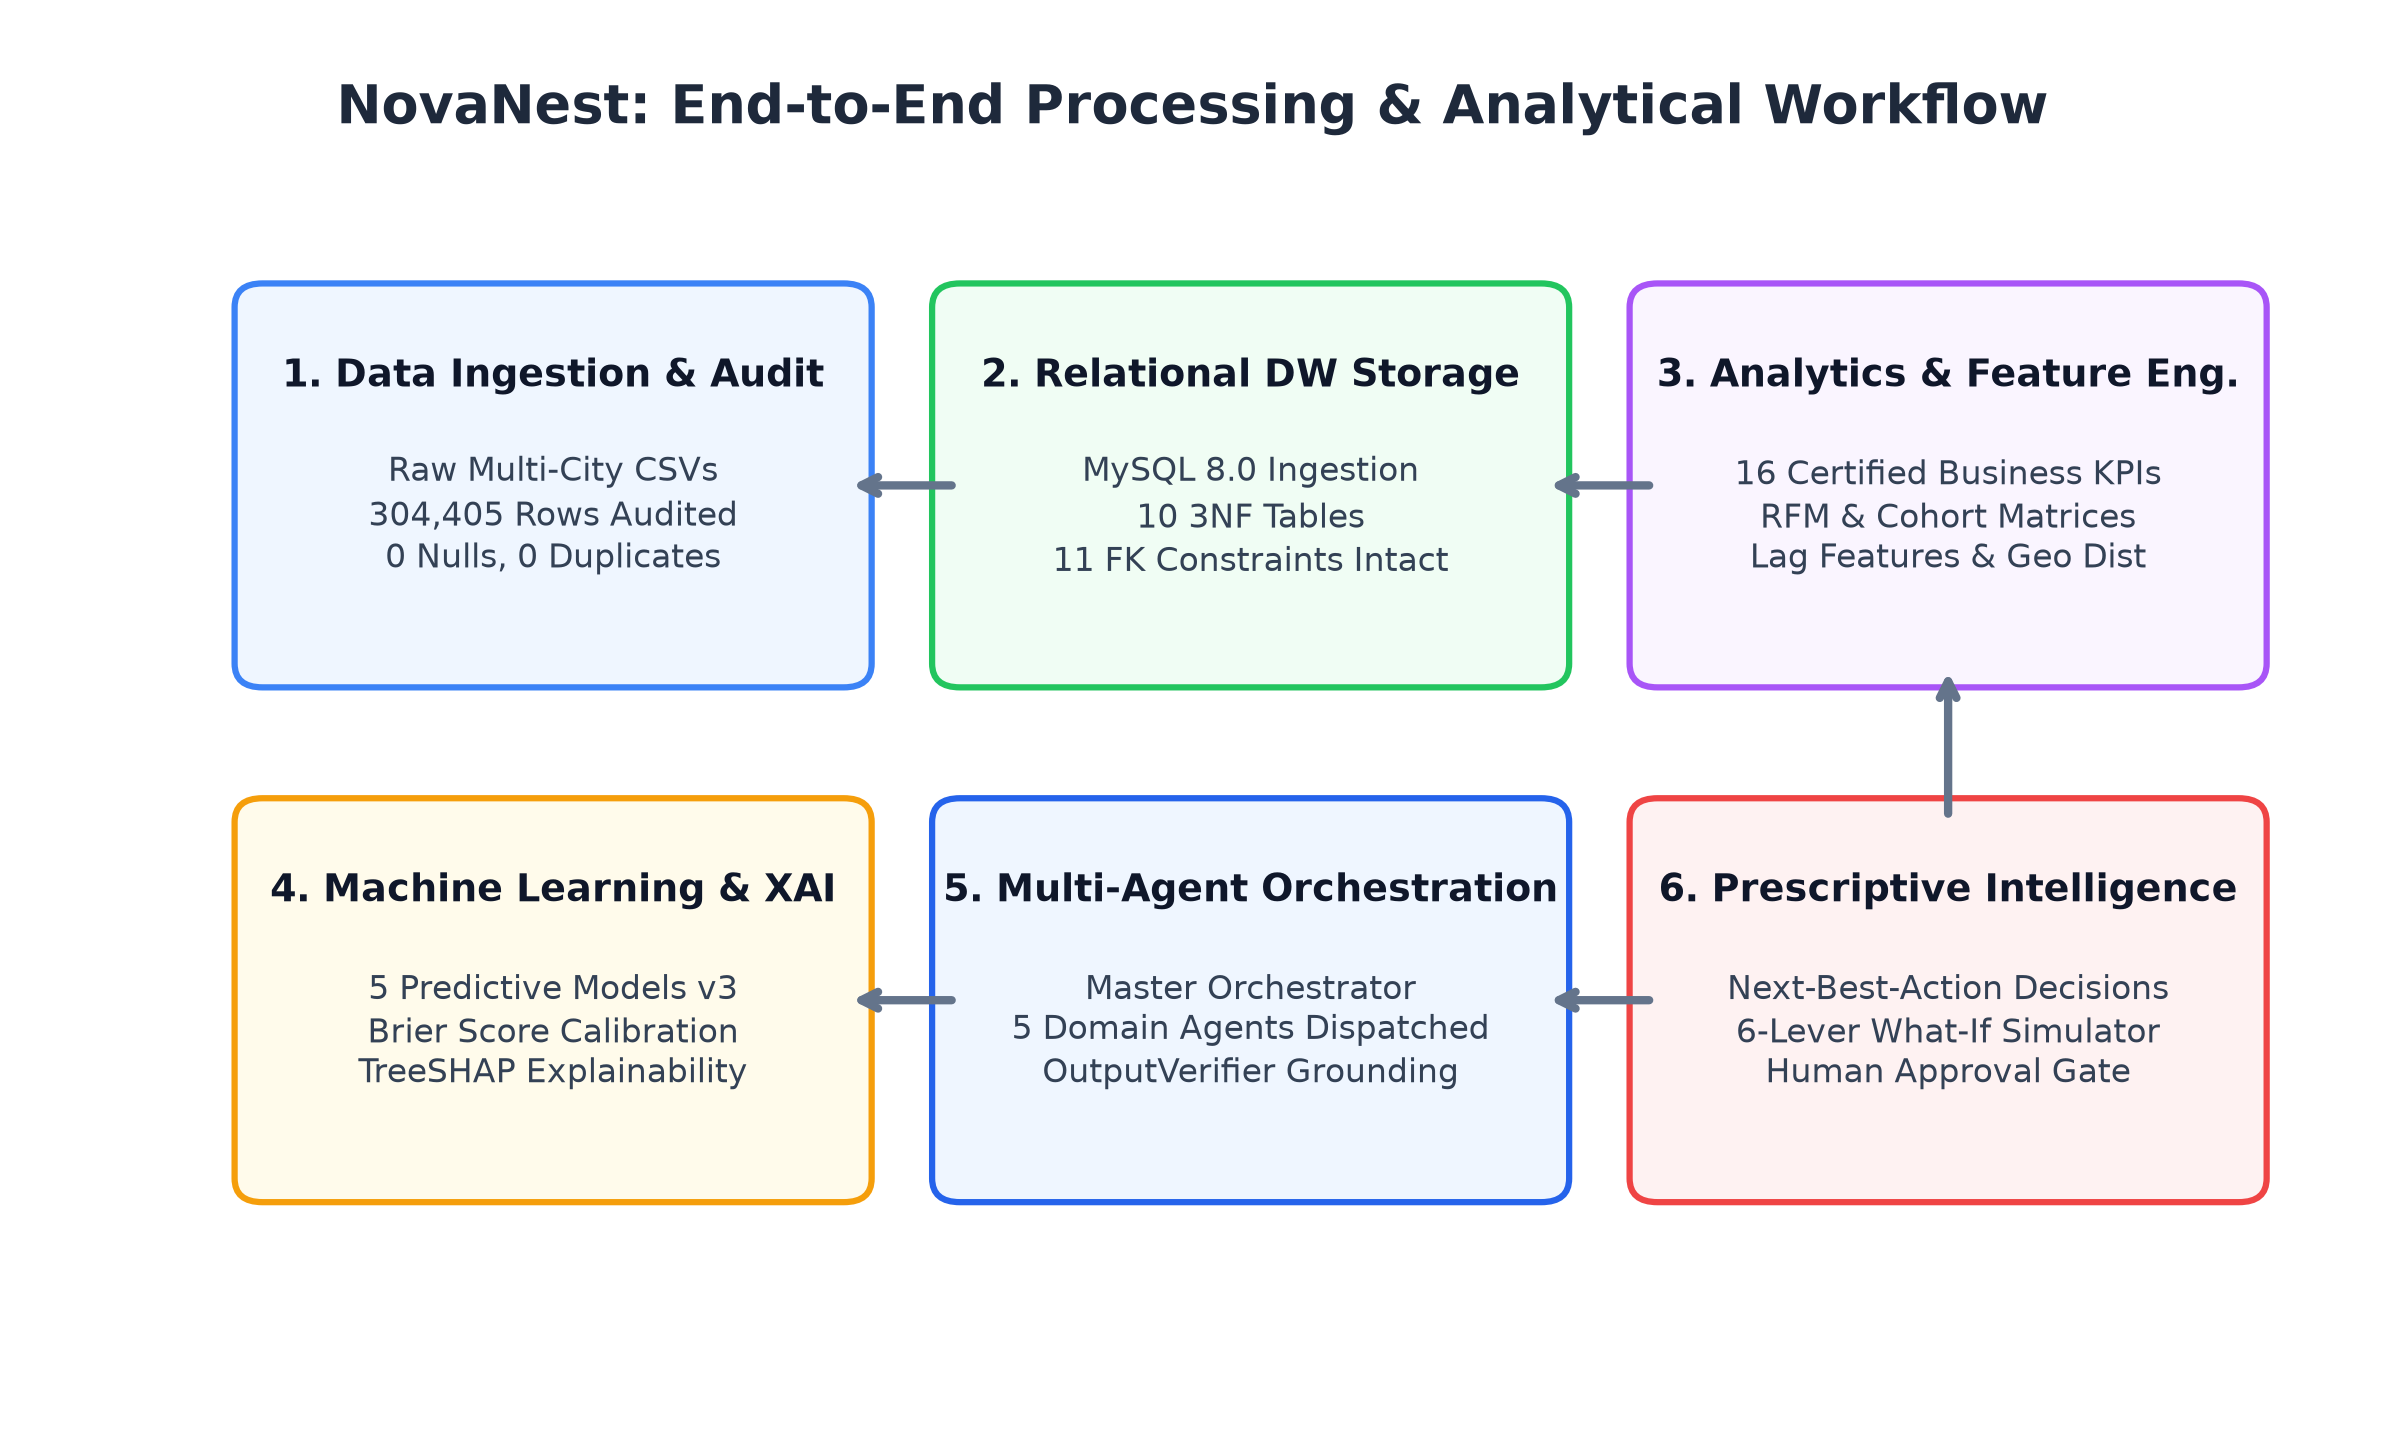 NovaNest: End-to-End Processing & Analytical Workflow
1. Data Ingestion & Audit
Raw Multi-City CSVs
304,405 Rows Audited
0 Nulls, 0 Duplicates
2. Relational DW Storage
MySQL 8.0 Ingestion
10 3NF Tables
11 FK Constraints Intact
3. Analytics & Feature Eng.
16 Certified Business KPIs
RFM & Cohort Matrices
Lag Features & Geo Dist
4. Machine Learning & XAI
5 Predictive Models v3
Brier Score Calibration
TreeSHAP Explainability
5. Multi-Agent Orchestration
Master Orchestrator
5 Domain Agents Dispatched
OutputVerifier Grounding
6. Prescriptive Intelligence
Next-Best-Action Decisions
6-Lever What-If Simulator
Human Approval Gate